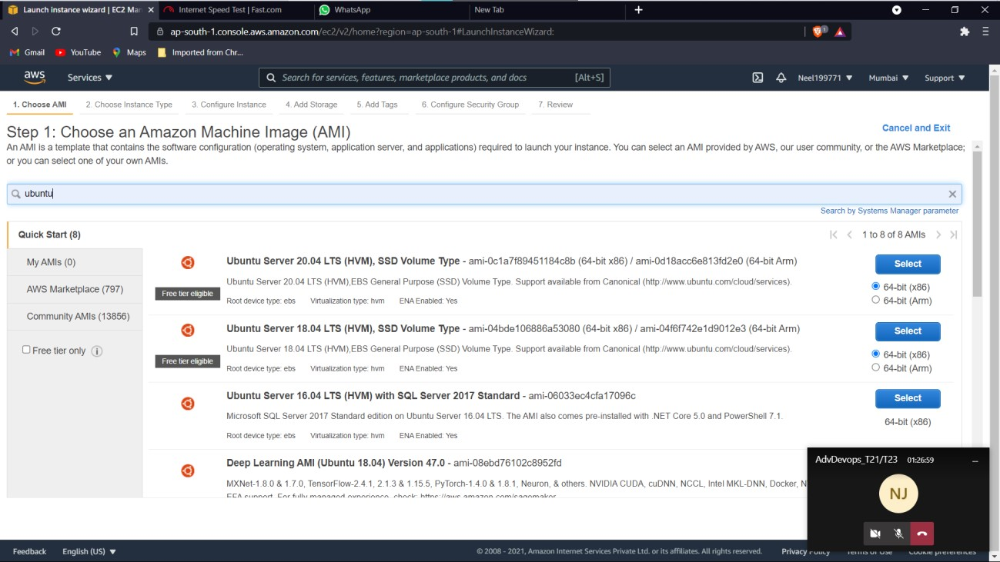 Launch instance wizard | EC2 Man
Internet Speed Test | Fast.com
WhatsApp
New Tab
ap-south-1.console.aws.amazon.com/ec2/v2/home?region=ap-south-1#LaunchInstanceWizard:
1
Gmail YouTube Maps Imported from Chr...
aws Services Search for services, features, marketplace products, and docs [Alt+S] Neel199771 Mumbai Support
1. Choose AMI 2. Choose Instance Type 3. Configure Instance 4. Add Storage 5. Add Tags 6. Configure Security Group 7. Review
Step 1: Choose an Amazon Machine Image (AMI)
Cancel and Exit
An AMI is a template that contains the software configuration (operating system, application server, and applications) required to launch your instance. You can select an AMI provided by AWS, our user community, or the AWS Marketplace;
or you can select one of your own AMIs.
ubuntu
Search by Systems Manager parameter
Quick Start (8)
1 to 8 of 8 AMIs
My AMIs (0)
AWS Marketplace (797)
Community AMIs (13856)
Free tier only
Ubuntu Server 20.04 LTS (HVM), SSD Volume Type - ami-0c1a7f89451184c8b (64-bit x86) / ami-0d18acc6e813fd2e0 (64-bit Arm)
Select
Ubuntu Server 20.04 LTS (HVM),EBS General Purpose (SSD) Volume Type. Support available from Canonical (http://www.ubuntu.com/cloud/services).
64-bit (x86)
Free tier eligible
Root device type: ebs Virtualization type: hvm ENA Enabled: Yes
64-bit (Arm)
Ubuntu Server 18.04 LTS (HVM), SSD Volume Type - ami-04bde106886a53080 (64-bit x86) / ami-04f6f742e1d9012e3 (64-bit Arm)
Select
Ubuntu Server 18.04 LTS (HVM),EBS General Purpose (SSD) Volume Type. Support available from Canonical (http://www.ubuntu.com/cloud/services).
64-bit (x86)
Free tier eligible
Root device type: ebs Virtualization type: hvm ENA Enabled: Yes
64-bit (Arm)
Ubuntu Server 16.04 LTS (HVM) with SQL Server 2017 Standard - ami-06033ec4cfa17096c
Select
Microsoft SQL Server 2017 Standard edition on Ubuntu Server 16.04 LTS. The AMI also comes pre-installed with .NET Core 5.0 and PowerShell 7.1.
64-bit (x86)
Root device type: ebs Virtualization type: hvm ENA Enabled: Yes
Deep Learning AMI (Ubuntu 18.04) Version 47.0 - ami-08ebd76102c8952fd
MXNet-1.8.0 & 1.7.0, TensorFlow-2.4.1, 2.1.3 & 1.15.5, PyTorch-1.4.0 & 1.8.1, Neuron, & others. NVIDIA CUDA, cuDNN, NCCL, Intel MKL-DNN, Docker, N
EFA support. For fully managed experience, check: https://aws.amazon.com/sagemaker
AdvDevops_T21/T23 01:26:59
NJ
Feedback English (US) © 2008 - 2021, Amazon Internet Services Private Ltd. or its affiliates. All rights reserved. Privacy Policy Terms of Use Cookie preferences